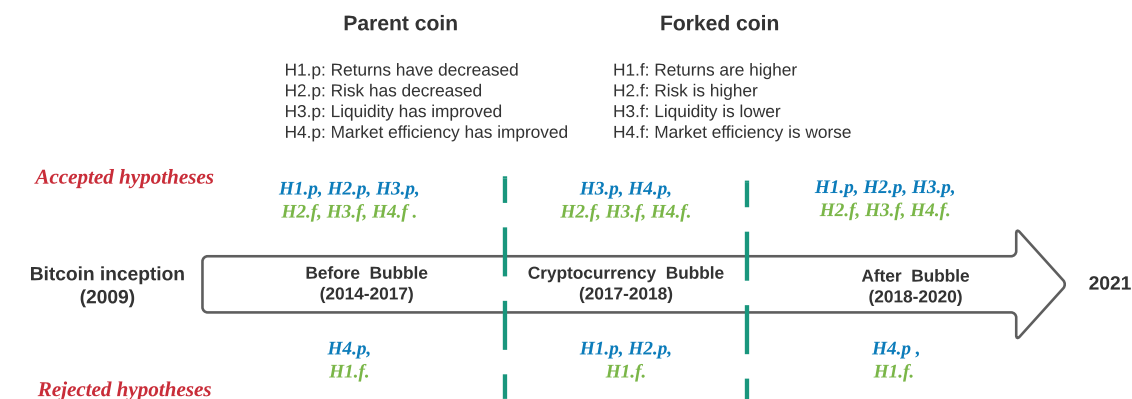 Parent coin
Forked coin
H1.p: Returns have decreased
H2.p: Risk has decreased
H3.p: Liquidity has improved
H4.p: Market efficiency has improved
H1.f: Returns are higher
H2.f: Risk is higher
H3.f: Liquidity is lower
H4.f: Market efficiency is worse
Accepted hypotheses
H1.p, H2.p, H3.p,
H2.f, H3.f, H4.f .
H3.p, H4.p,
H2.f, H3.f, H4.f.
H1.p, H2.p, H3.p,
H2.f, H3.f, H4.f.
Bitcoin inception
(2009)
Before Bubble
(2014-2017)
Cryptocurrency Bubble
(2017-2018)
After Bubble
(2018-2020)
2021
H4.p,
H1.f.
H1.p, H2.p,
H1.f.
H4.p ,
H1.f.
Rejected hypotheses